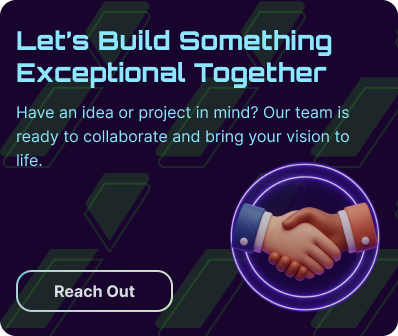 Let's Build Something
Exceptional Together
Have an idea or project in mind? Our team is
ready to collaborate and bring your vision to
life.
Reach Out